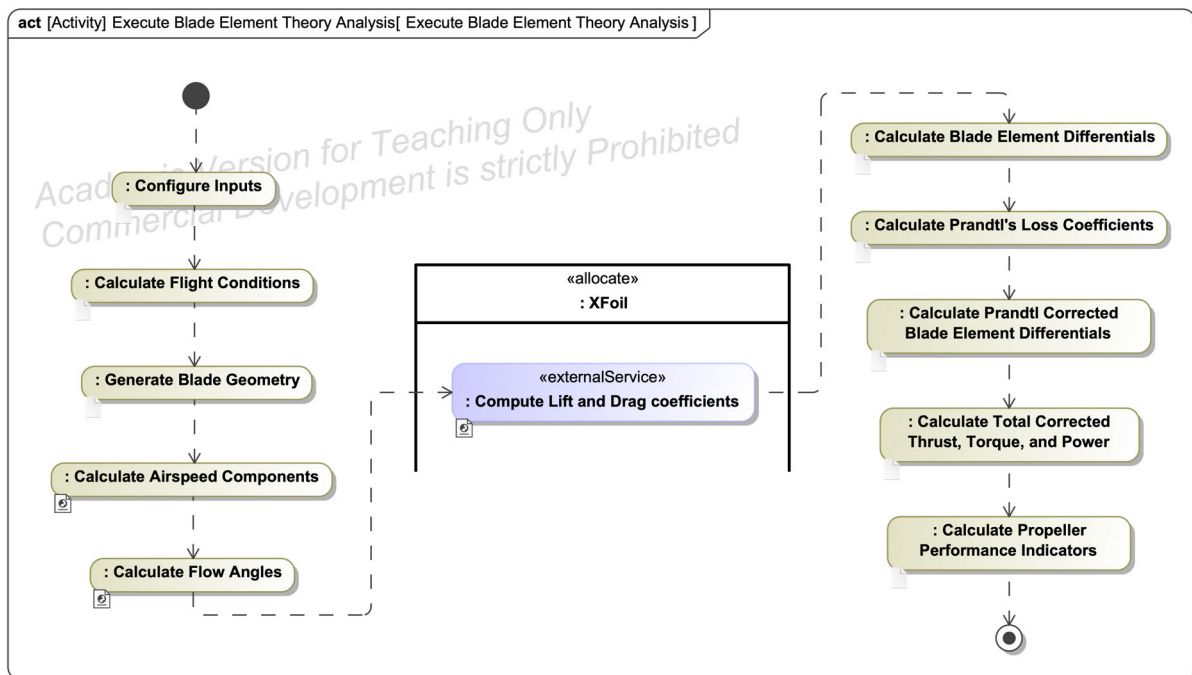 act [Activity] Execute Blade Element Theory Analysis[ Execute Blade Element Theory Analysis ]
Academic Version for Teaching Only
Commercial Development is strictly Prohibited
: Configure Inputs
: Calculate Flight Conditions
: Generate Blade Geometry
: Calculate Airspeed Components
: Calculate Flow Angles
«allocate»
: XFoil
«externalService»
: Compute Lift and Drag coefficients
: Calculate Blade Element Differentials
: Calculate Prandtl's Loss Coefficients
: Calculate Prandtl Corrected
Blade Element Differentials
: Calculate Total Corrected
Thrust, Torque, and Power
: Calculate Propeller
Performance Indicators